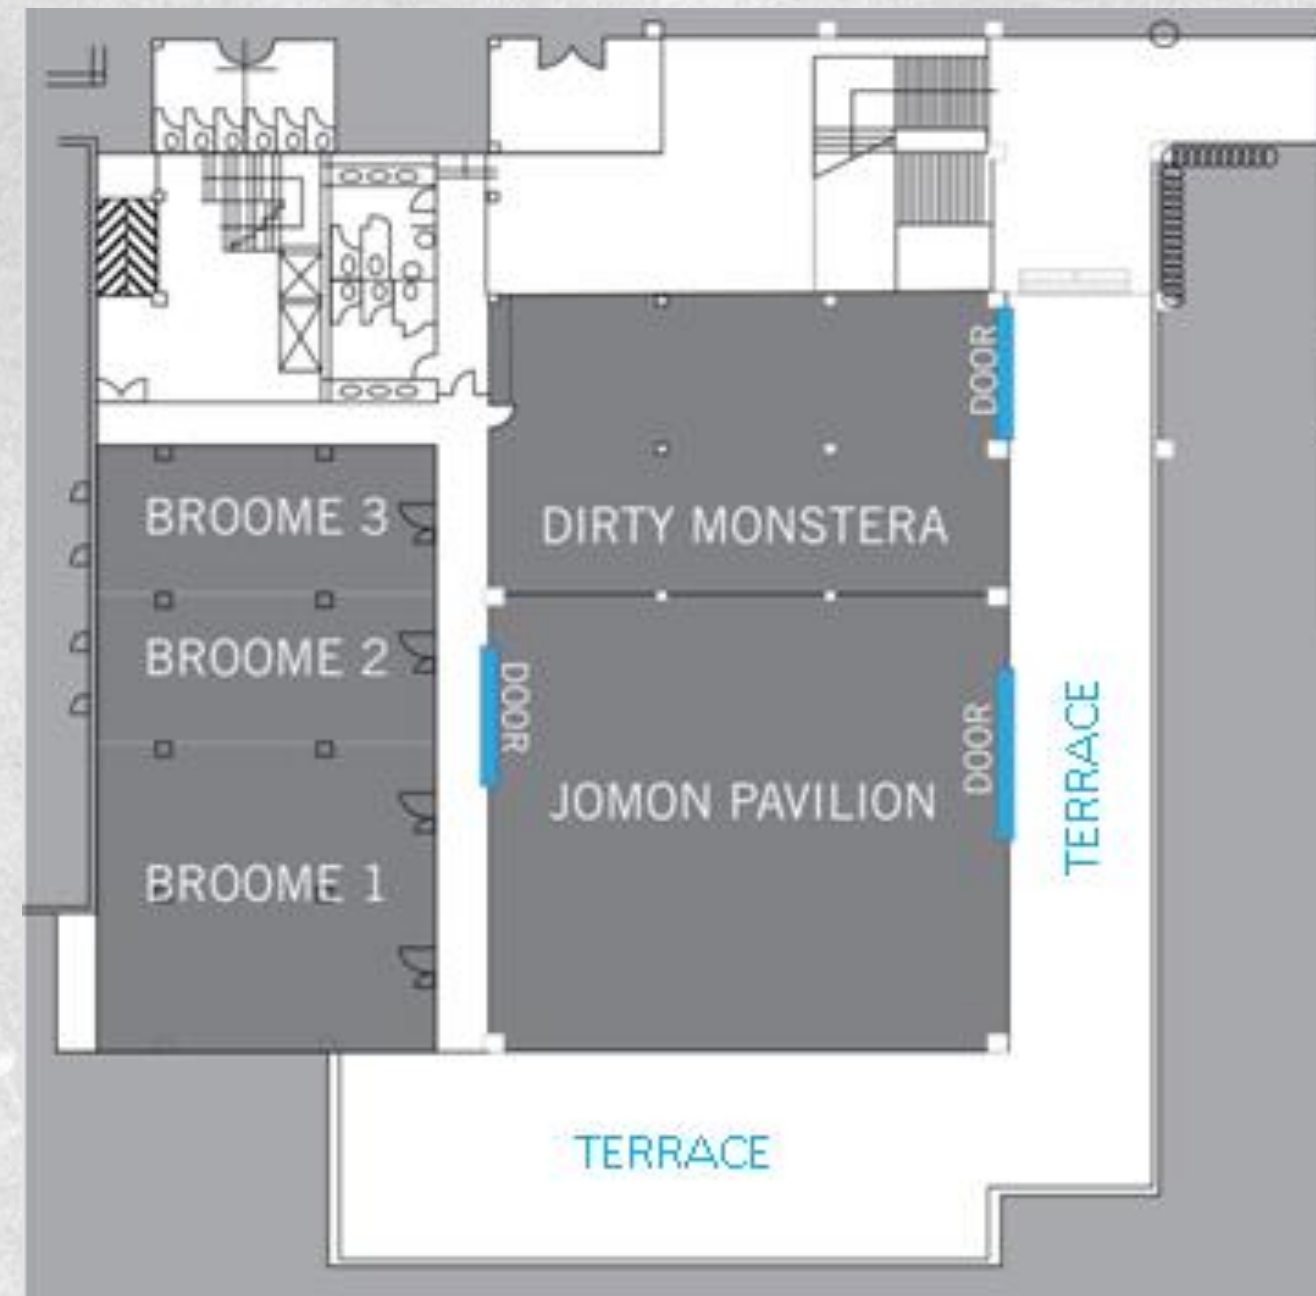 DOOR
BROOME 3
DIRTY MONSTERA
BROOME 2
DOOR
DOOR
TERRACE
JOMON PAVILION
BROOME 1
TERRACE